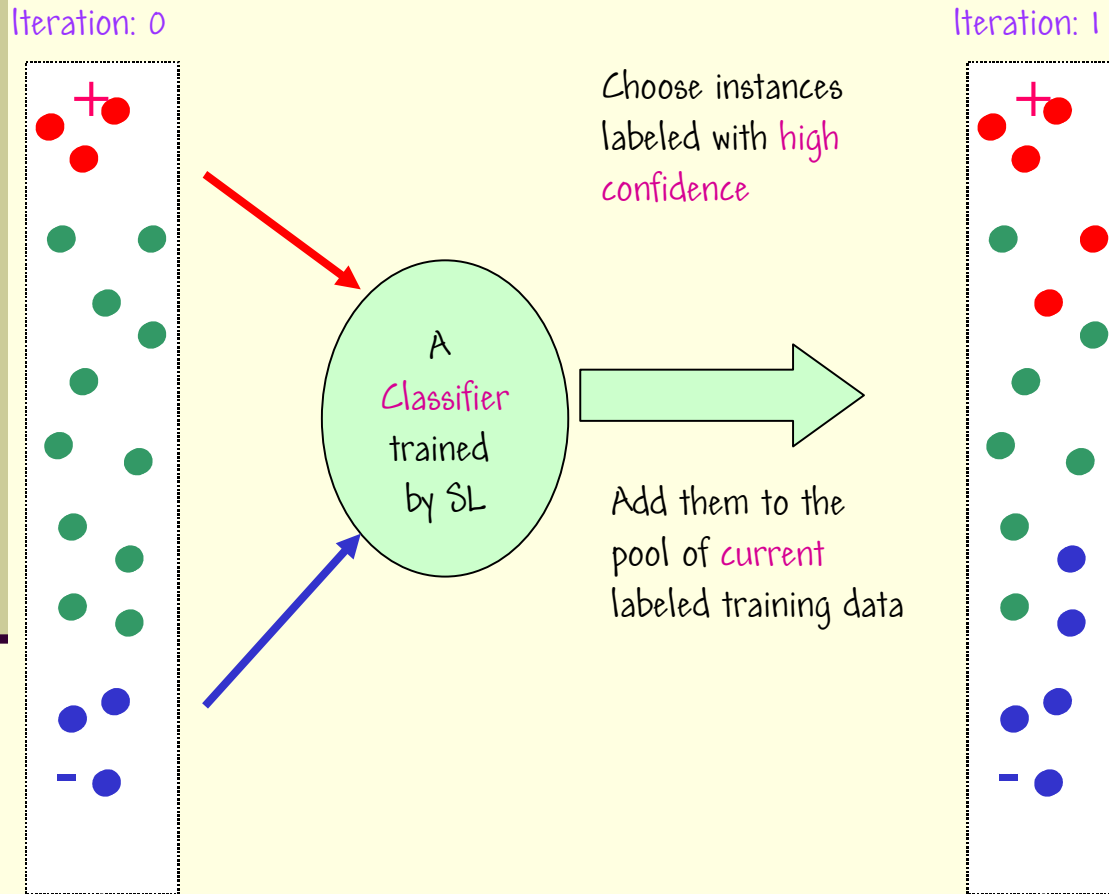 Iteration: 0
Iteration: 1
+
+
Choose instances
labeled with high
confidence
A
Classifier
trained
by SL
Add them to the
pool of current
labeled training data
-
-